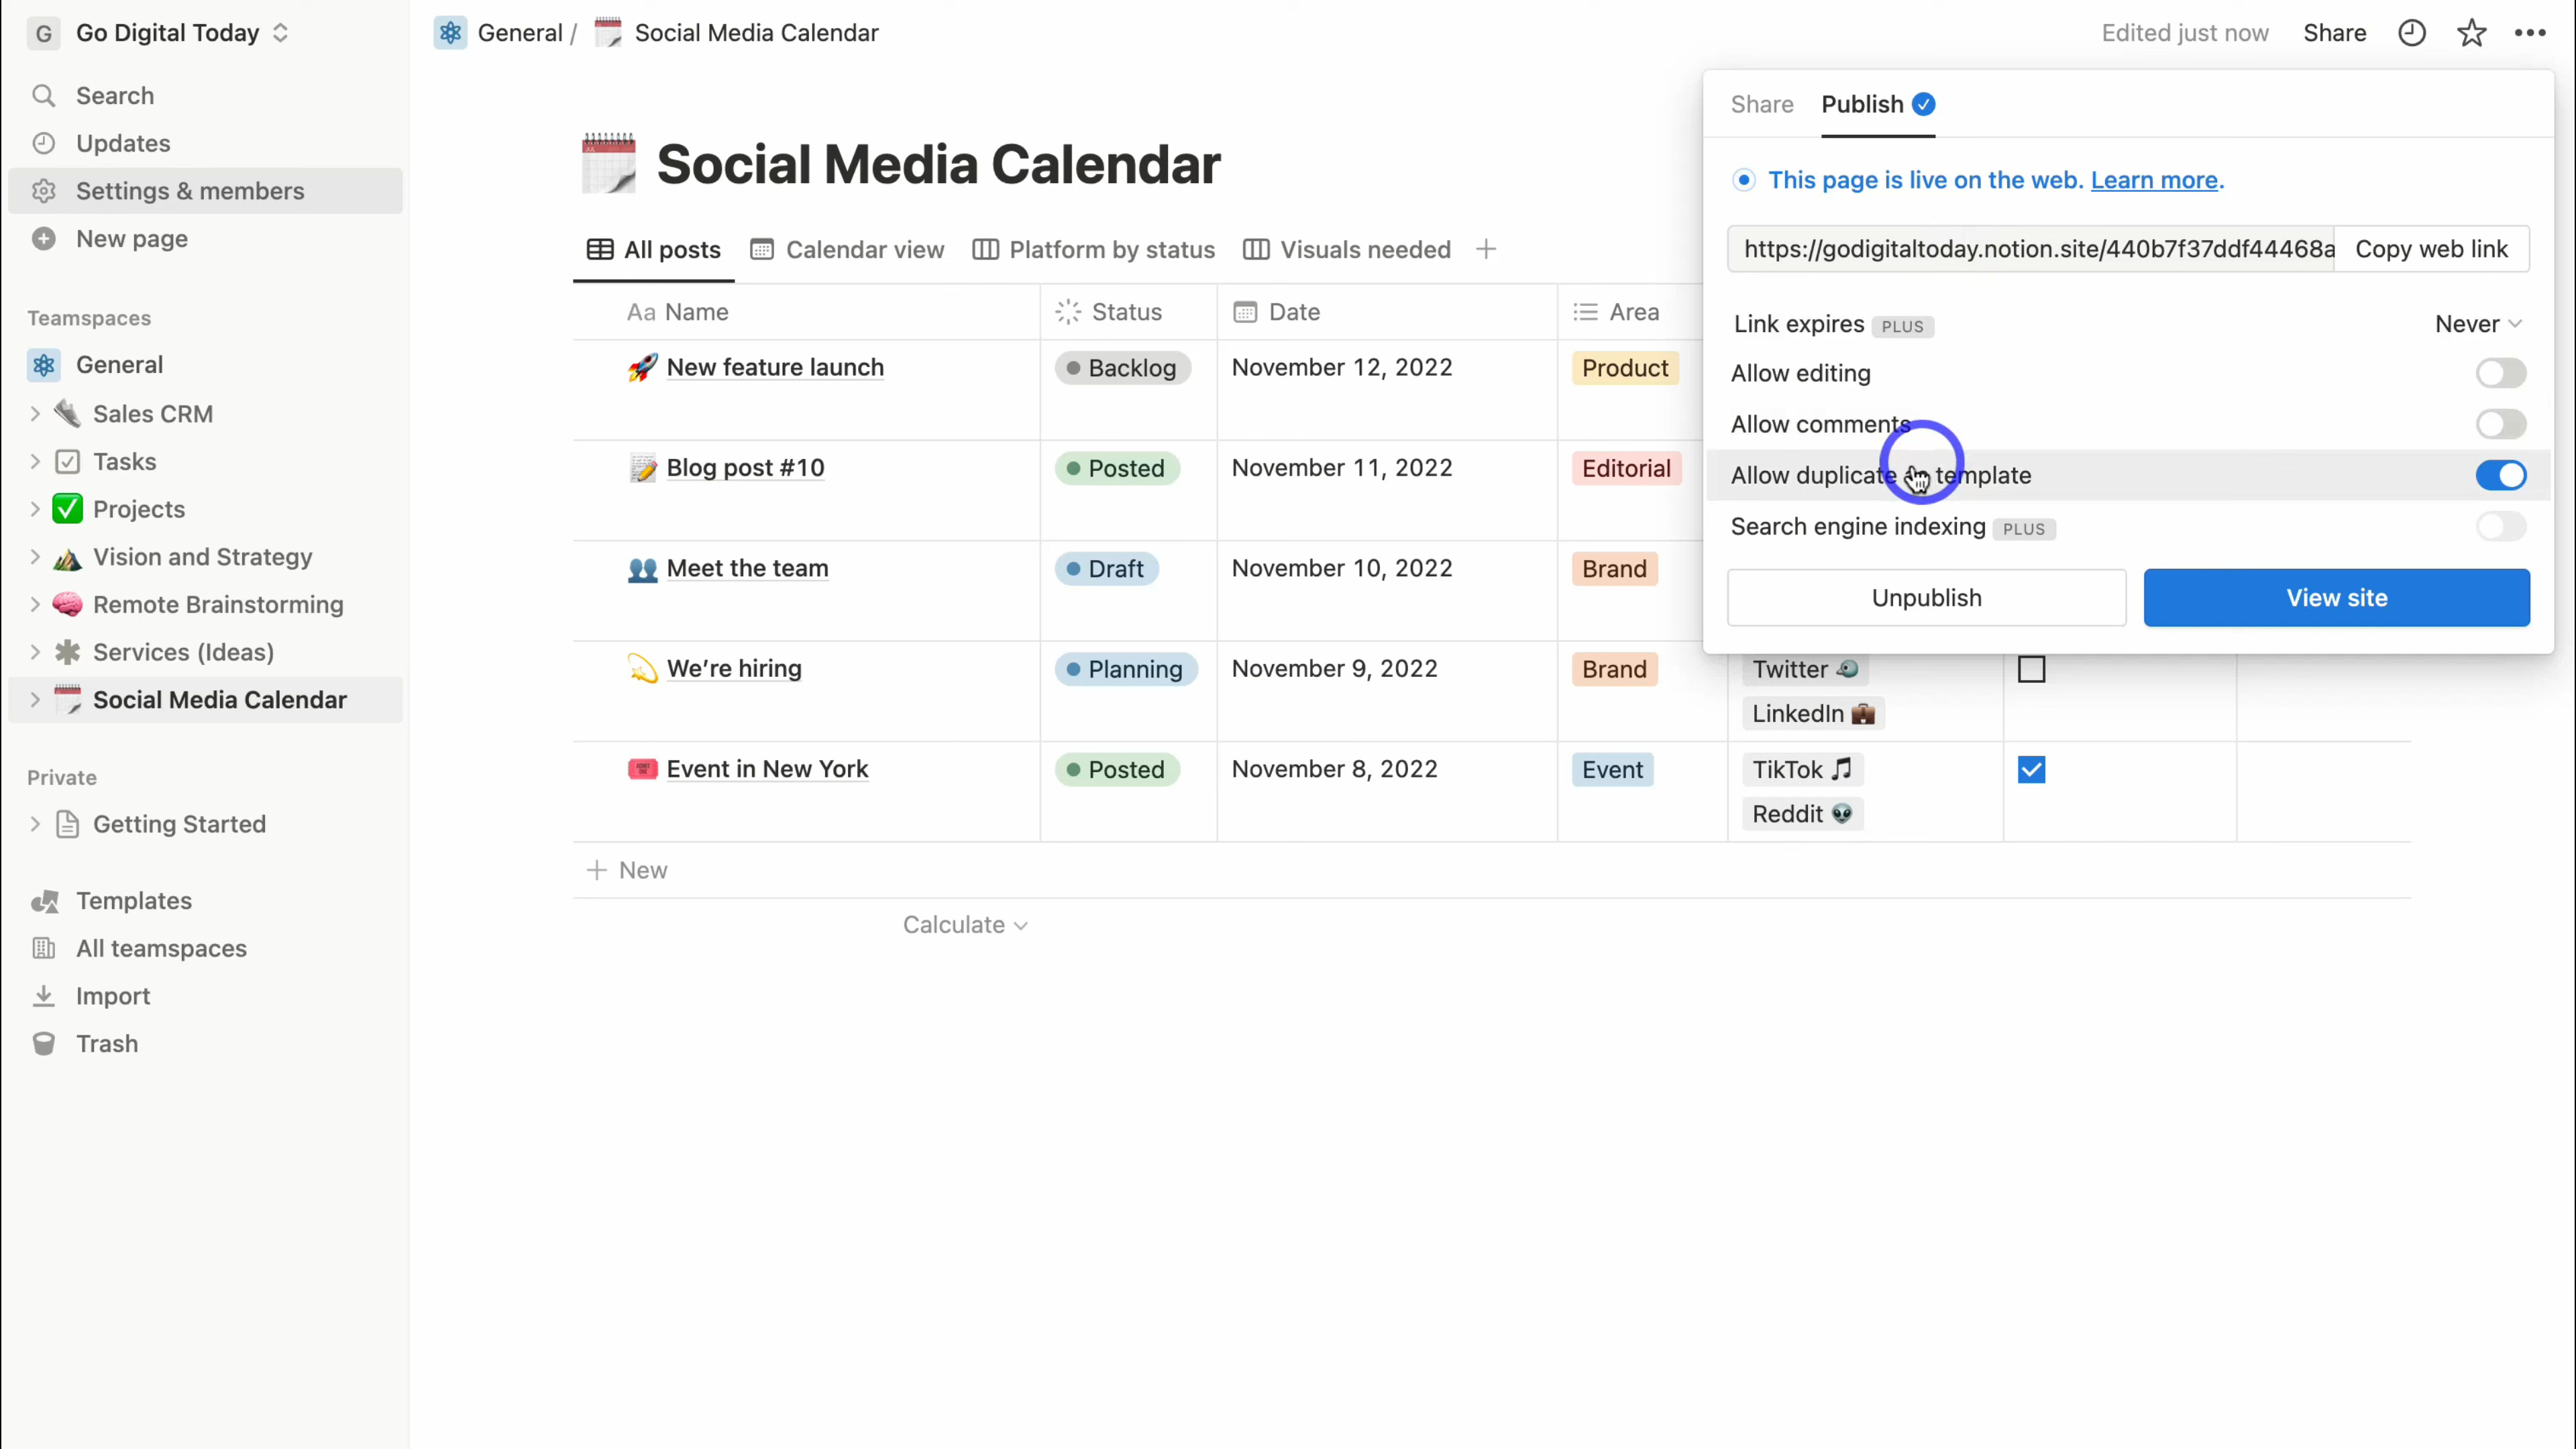 G Go Digital Today
Search
Updates
Settings & members
New page
Teamspaces
General
Sales CRM
Tasks
Projects
Vision and Strategy
Remote Brainstorming
Services (Ideas)
Social Media Calendar
Private
Getting Started
Templates
All teamspaces
Import
Trash
General / Social Media Calendar
Edited just now Share
Social Media Calendar
All posts Calendar view Platform by status Visuals needed
Aa Name Status Date Area
New feature launch Backlog November 12, 2022 Product
Blog post #10 Posted November 11, 2022 Editorial
Meet the team Draft November 10, 2022 Brand
We're hiring Planning November 9, 2022 Brand Twitter
LinkedIn
Event in New York Posted November 8, 2022 Event TikTok
Reddit
New
Calculate
Share Publish
This page is live on the web. Learn more.
https://godigitaltoday.notion.site/440b7f37ddf44468a Copy web link
Link expires PLUS Never
Allow editing
Allow comments
Allow duplicate template
Search engine indexing PLUS
Unpublish View site